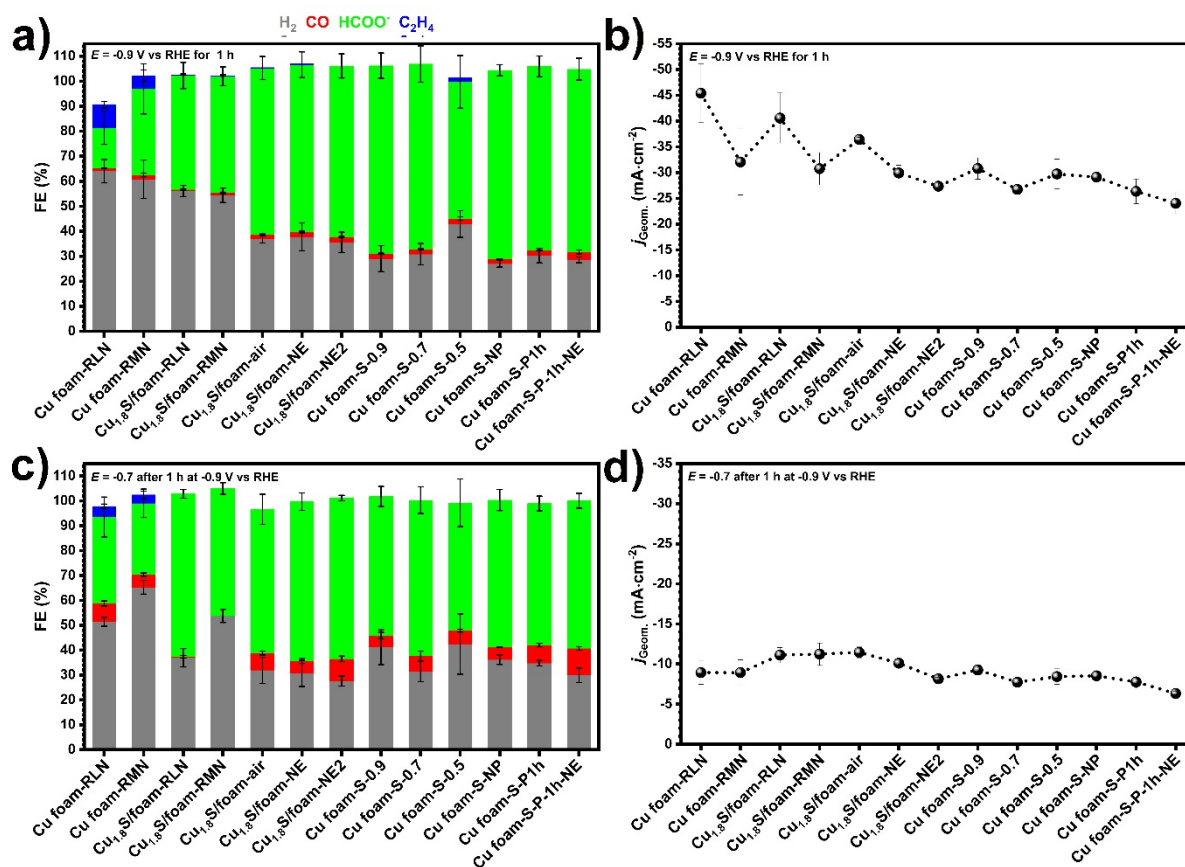 H₂ CO HCOO⁻ C₂H₄
a)
E = -0.9 V vs RHE for 1 h
FE (%)
110
100
90
80
70
60
50
40
30
20
10
0
Cu foam-RLN
Cu foam-RMN
Cu₁.₈S/foam-RLN
Cu₁.₈S/foam-RMN
Cu₁.₈S/foam-air
Cu₁.₈S/foam-NE
Cu₁.₈S/foam-NE2
Cu foam-S-0.9
Cu foam-S-0.7
Cu foam-S-0.5
Cu foam-S-NP
Cu foam-S-P1h
Cu foam-S-P-1h-NE
b)
E = -0.9 V vs RHE for 1 h
jGeom. (mA·cm⁻²)
-55
-50
-45
-40
-35
-30
-25
-20
-15
-10
-5
0
Cu foam-RLN
Cu foam-RMN
Cu₁.₈S/foam-RLN
Cu₁.₈S/foam-RMN
Cu₁.₈S/foam-air
Cu₁.₈S/foam-NE
Cu₁.₈S/foam-NE2
Cu foam-S-0.9
Cu foam-S-0.7
Cu foam-S-0.5
Cu foam-S-NP
Cu foam-S-P1h
Cu foam-S-P-1h-NE
c)
E = -0.7 after 1 h at -0.9 V vs RHE
FE (%)
110
100
90
80
70
60
50
40
30
20
10
0
Cu foam-RLN
Cu foam-RMN
Cu₁.₈S/foam-RLN
Cu₁.₈S/foam-RMN
Cu₁.₈S/foam-air
Cu₁.₈S/foam-NE
Cu₁.₈S/foam-NE2
Cu foam-S-0.9
Cu foam-S-0.7
Cu foam-S-0.5
Cu foam-S-NP
Cu foam-S-P1h
Cu foam-S-P-1h-NE
d)
E = -0.7 after 1 h at -0.9 V vs RHE
jGeom. (mA·cm⁻²)
-35
-30
-25
-20
-15
-10
-5
0
Cu foam-RLN
Cu foam-RMN
Cu₁.₈S/foam-RLN
Cu₁.₈S/foam-RMN
Cu₁.₈S/foam-air
Cu₁.₈S/foam-NE
Cu₁.₈S/foam-NE2
Cu foam-S-0.9
Cu foam-S-0.7
Cu foam-S-0.5
Cu foam-S-NP
Cu foam-S-P1h
Cu foam-S-P-1h-NE